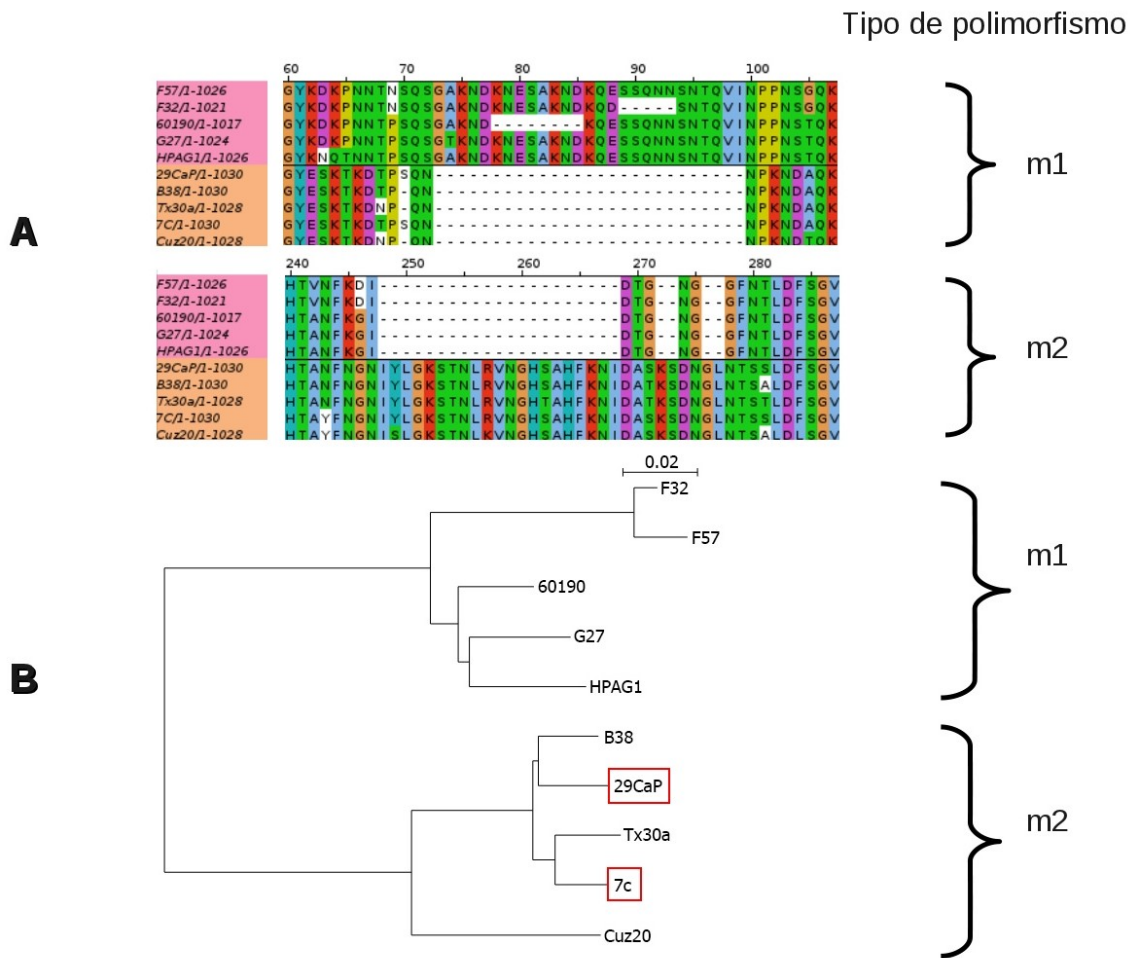 Tipo de polimorfismo
60 70 80 90 100
F57/1-1026 GYKDKPNNTNSQSGAKNDKNESAKNDKQESSQNNSNTQVINPPNSGQK
F32/1-1021 GYKDKPNNTNSQSGAKNDKNESAKNDKQD-----SNTQVINPPNSGQK
60190/1-1017 GYKDKPNNTPSQSGAKND--------KQESSQNNSNTQVINPPNSTQK
G27/1-1024 GYKDKPNNTPSQSGTKNDKNESAKNDKQESSQNNSNTQVINPPNSTQK
HPAG1/1-1026 GYKNQTNNTPSQSGAKNDKNESAKNDKQESSQNNSNTQVINPPNSTQK
m1
29CaP/1-1030 GYESKTKDTPSQN---------------------------NPKNDAQK
B38/1-1030 GYESKTKDTP-QN---------------------------NPKNDAQK
Tx30a/1-1028 GYESKTKDNP-QN---------------------------NPKNDAQK
7C/1-1030 GYESKTKDTPSQN---------------------------NPKNDAQK
Cuz20/1-1028 GYESKTKDNP-QN---------------------------NPKNDTQK
A
240 250 260 270 280
F57/1-1026 HTVNFKDI---------------------DTG--NG--GFNTLDFSGV
F32/1-1021 HTVNFKDI---------------------DTG--NG--GFNTLDFSGV
60190/1-1017 HTANFKGI---------------------DTG--NG--GFNTLDFSGV
G27/1-1024 HTANFKGI---------------------DTG--NG--GFNTLDFSGV
HPAG1/1-1026 HTANFKGI---------------------DTG--NG--GFNTLDFSGV
m2
29CaP/1-1030 HTANFNGNIYLGKSTNLRVNGHSAHFKNIDASKSDNGLNTSSLDFSGV
B38/1-1030 HTANFNGNIYLGKSTNLRVNGHSAHFKNIDATKSDNGLNTSALDFSGV
Tx30a/1-1028 HTANFNGNIYLGKSTNLRVNGHTAHFKNIDATKSDNGLNTSTLDFSGV
7C/1-1030 HTAYFNGNIYLGKSTNLRVNGHSAHFKNIDASKSDNGLNTSSLDFSGV
Cuz20/1-1028 HTAYFNGNISLGKSTNLKVNGHSAHFKNIDASKSDNGLNTSALDFSGV
0.02
F32
F57
m1
60190
G27
HPAG1
B
B38
29CaP
m2
Tx30a
7c
Cuz20